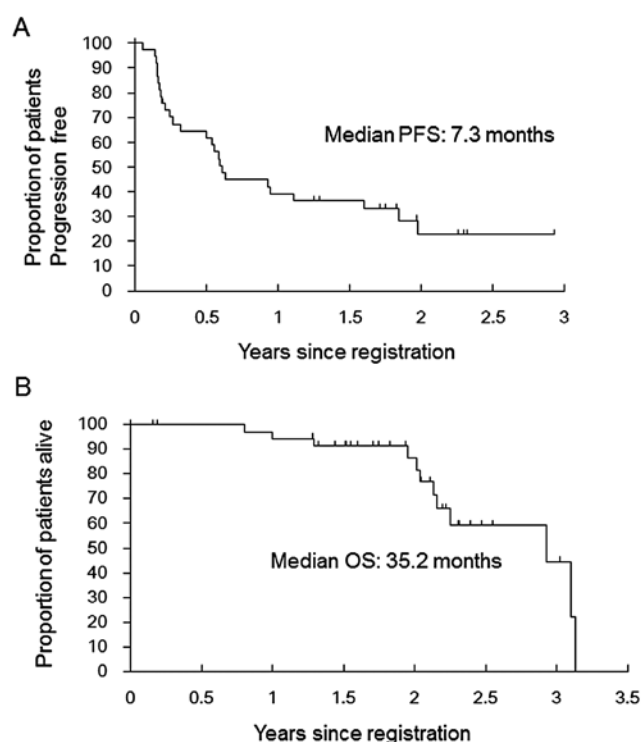 A
Proportion of patients
Progression free
100
90
80
70
60
50
40
30
20
10
0
Median PFS: 7.3 months
0 0.5 1 1.5 2 2.5 3
Years since registration
B
Proportion of patients alive
100
90
80
70
60
50
40
30
20
10
0
Median OS: 35.2 months
0 0.5 1 1.5 2 2.5 3 3.5
Years since registration